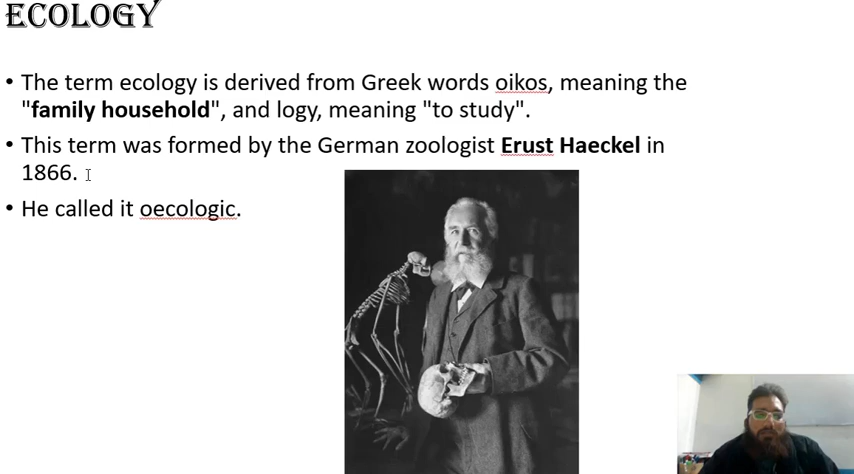 ECOLOGY
• The term ecology is derived from Greek words oikos, meaning the
"family household", and logy, meaning "to study".
• This term was formed by the German zoologist Erust Haeckel in
1866.
• He called it oecologic.